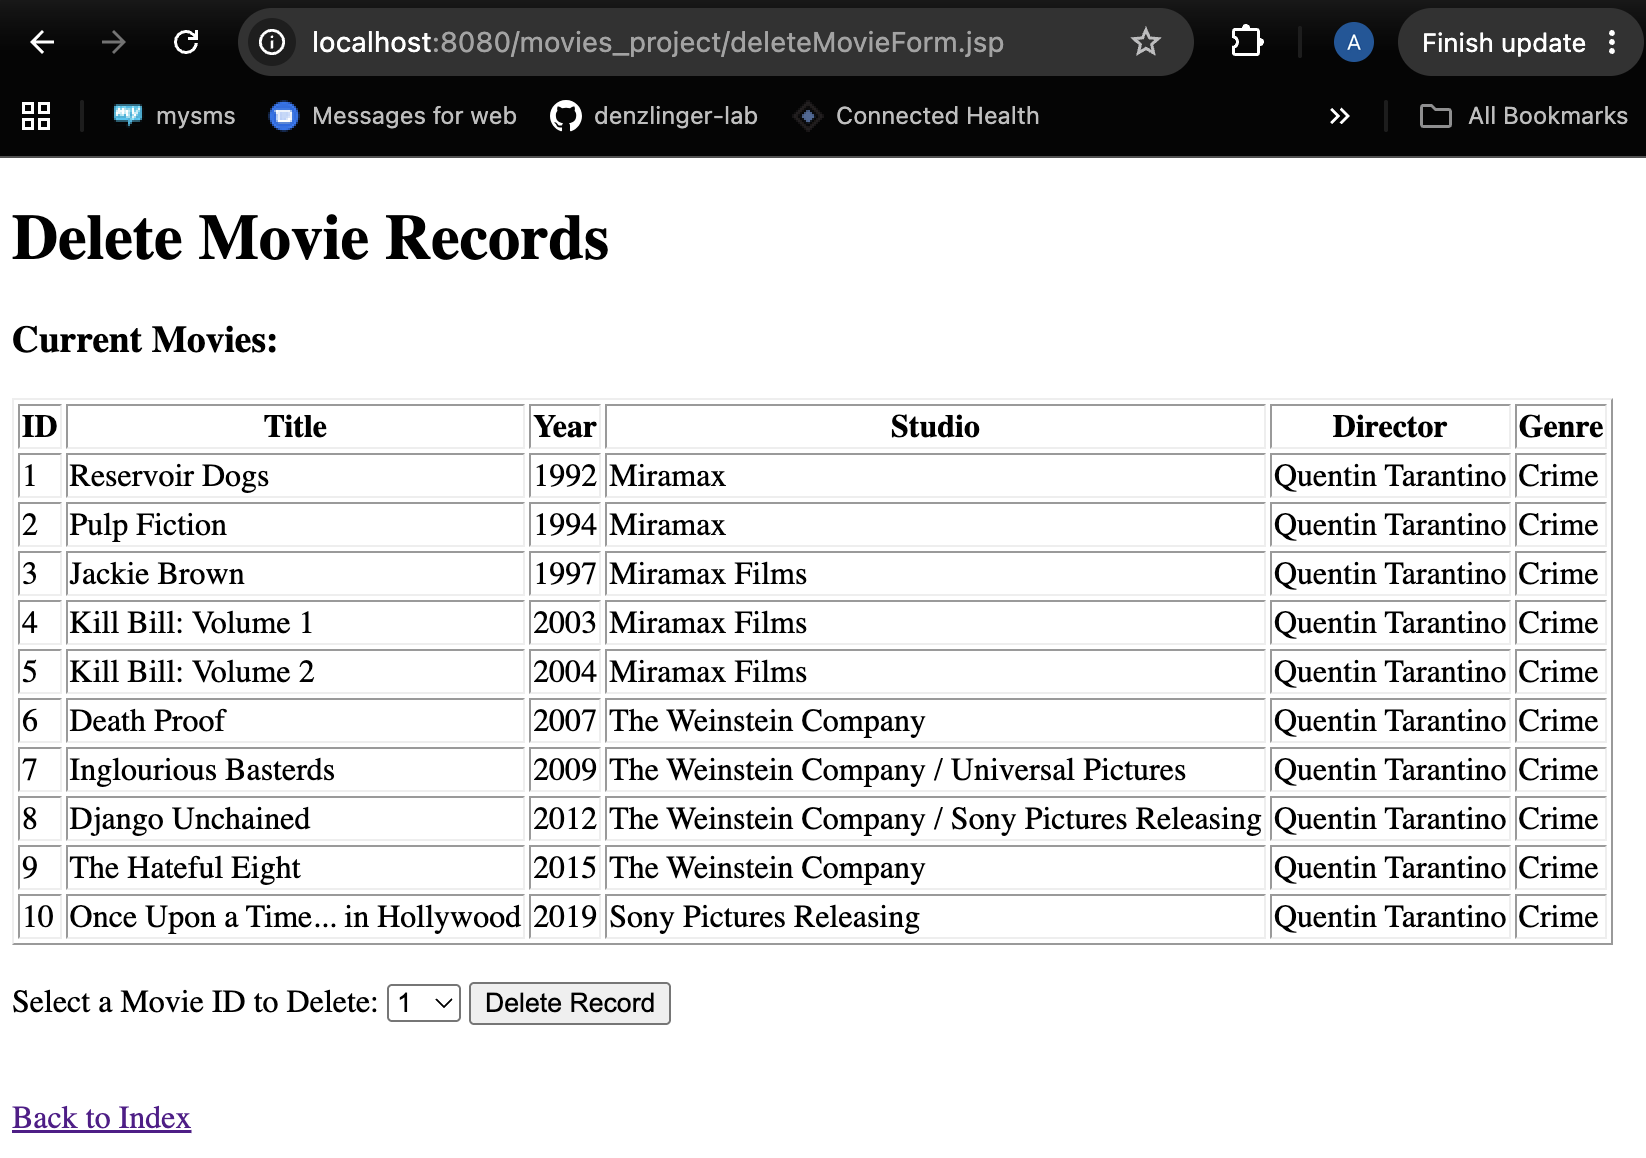 localhost:8080/movies_project/deleteMovieForm.jsp A Finish update
mysms Messages for web denzlinger-lab Connected Health All Bookmarks
Delete Movie Records
Current Movies:
ID Title Year Studio Director Genre
1 Reservoir Dogs 1992 Miramax Quentin Tarantino Crime
2 Pulp Fiction 1994 Miramax Quentin Tarantino Crime
3 Jackie Brown 1997 Miramax Films Quentin Tarantino Crime
4 Kill Bill: Volume 1 2003 Miramax Films Quentin Tarantino Crime
5 Kill Bill: Volume 2 2004 Miramax Films Quentin Tarantino Crime
6 Death Proof 2007 The Weinstein Company Quentin Tarantino Crime
7 Inglourious Basterds 2009 The Weinstein Company / Universal Pictures Quentin Tarantino Crime
8 Django Unchained 2012 The Weinstein Company / Sony Pictures Releasing Quentin Tarantino Crime
9 The Hateful Eight 2015 The Weinstein Company Quentin Tarantino Crime
10 Once Upon a Time... in Hollywood 2019 Sony Pictures Releasing Quentin Tarantino Crime
Select a Movie ID to Delete: 1 Delete Record
Back to Index